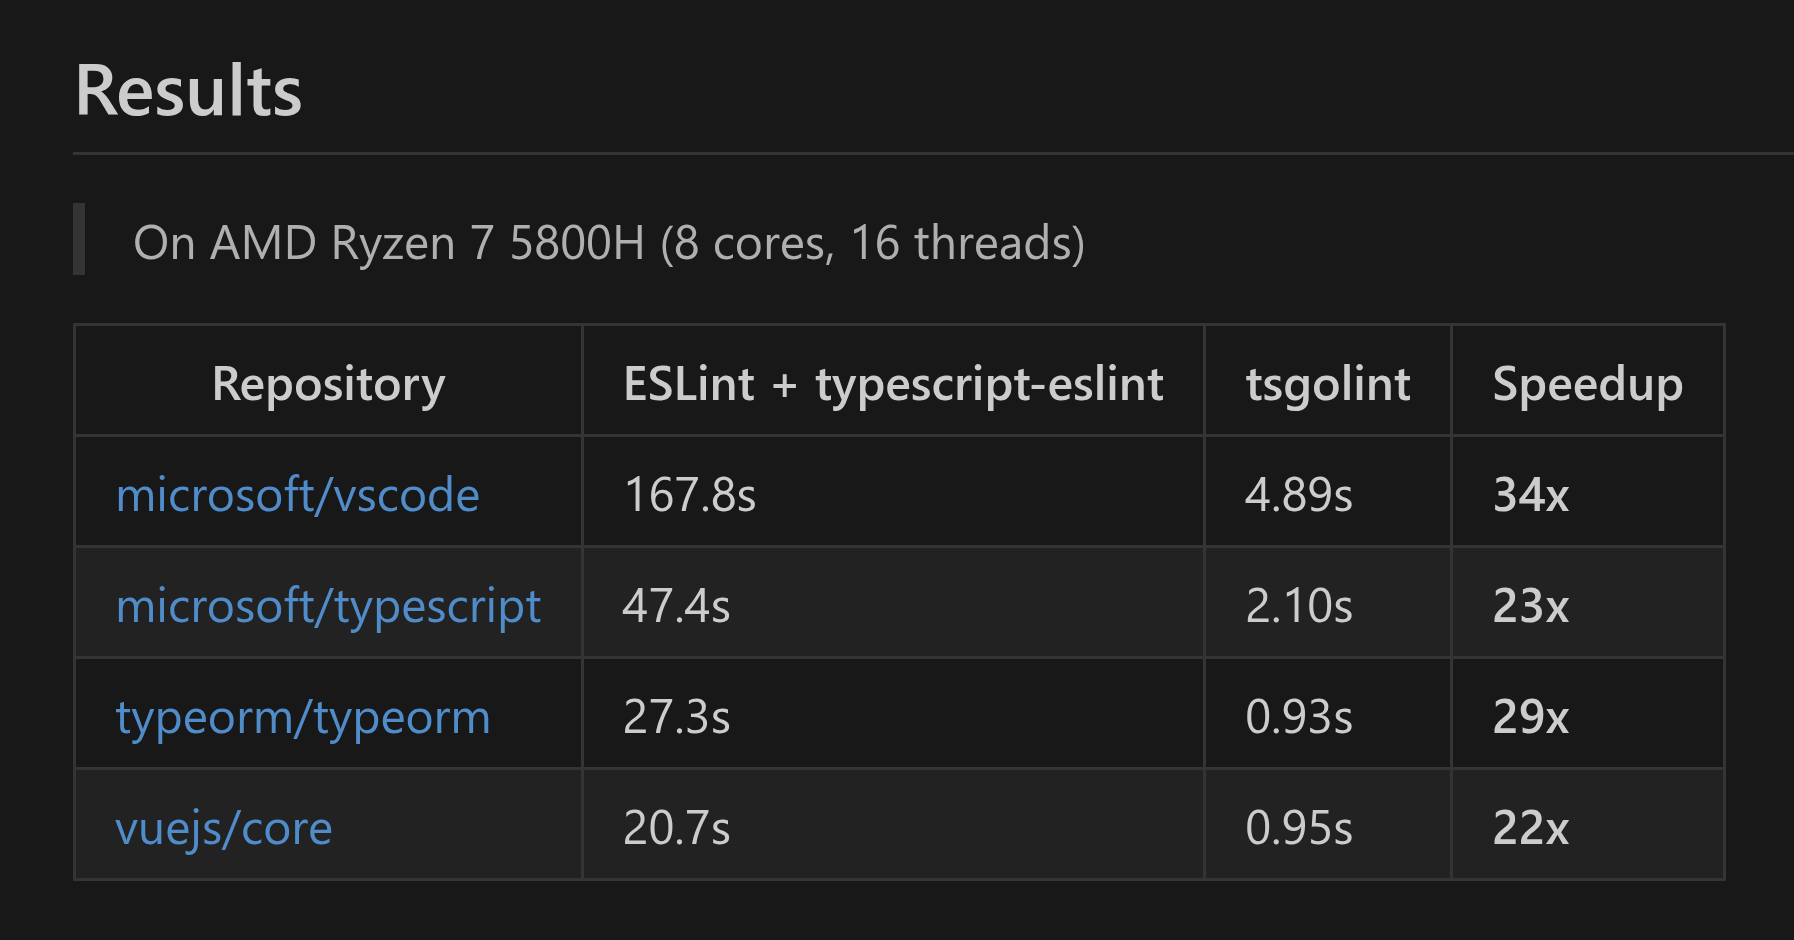 Results
On AMD Ryzen 7 5800H (8 cores, 16 threads)
Repository ESLint + typescript-eslint tsgolint Speedup
microsoft/vscode 167.8s 4.89s 34x
microsoft/typescript 47.4s 2.10s 23x
typeorm/typeorm 27.3s 0.93s 29x
vuejs/core 20.7s 0.95s 22x